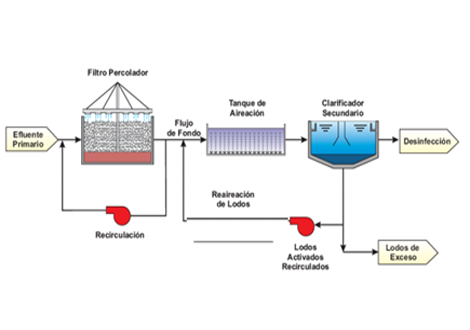 Filtro Percolador
Efluente
Primario
Flujo
de Fondo
Tanque de
Aireación
Clarificador
Secundario
Desinfección
Recirculación
Reaireación
de Lodos
Lodos
Activados
Recirculados
Lodos de
Exceso